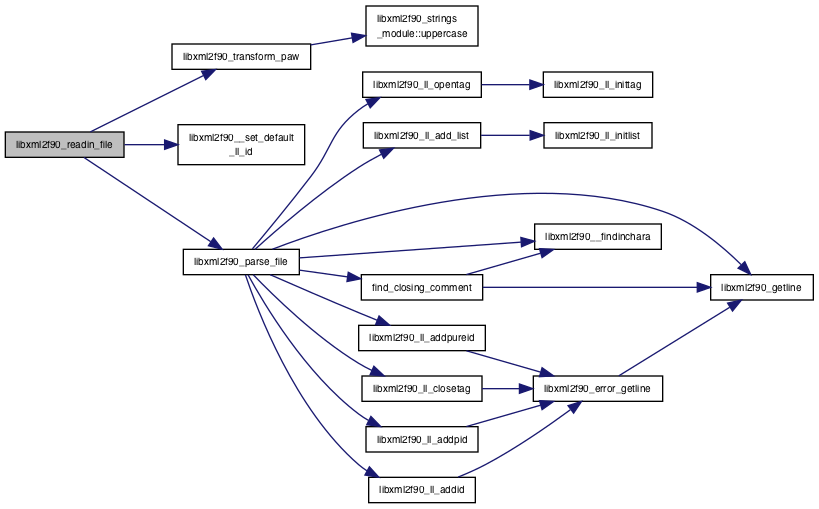 libxml2f90_strings
_module::uppercase
libxml2f90_transform_paw
libxml2f90_ll_opentag
libxml2f90_ll_inittag
libxml2f90_readin_file
libxml2f90__set_default
_ll_id
libxml2f90_ll_add_list
libxml2f90_ll_initlist
libxml2f90__findinchara
libxml2f90_parse_file
find_closing_comment
libxml2f90_getline
libxml2f90_ll_addpureid
libxml2f90_ll_closetag
libxml2f90_error_getline
libxml2f90_ll_addpid
libxml2f90_ll_addid